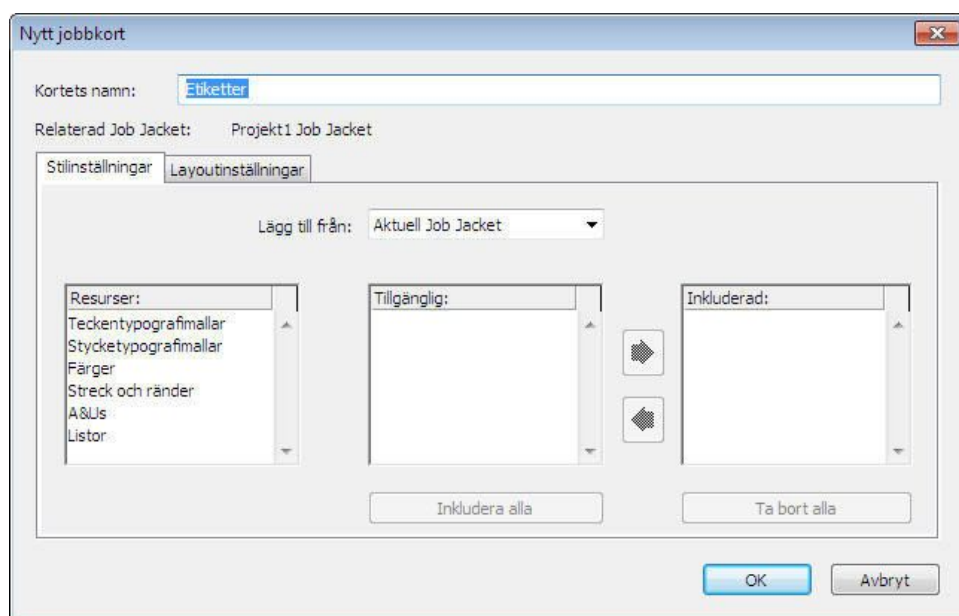 Nytt jobbkort
Kortets namn: Etiketter
Relaterad Job Jacket: Projekt1 Job Jacket
Stilinställningar Layoutinställningar
Lägg till från: Aktuell Job Jacket
Resurser: Tillgänglig: Inkluderad:
Teckentypografimallar
Stycketypografimallar
Färger
Streck och ränder
A&Us
Listor
Inkludera alla Ta bort alla
OK Avbryt